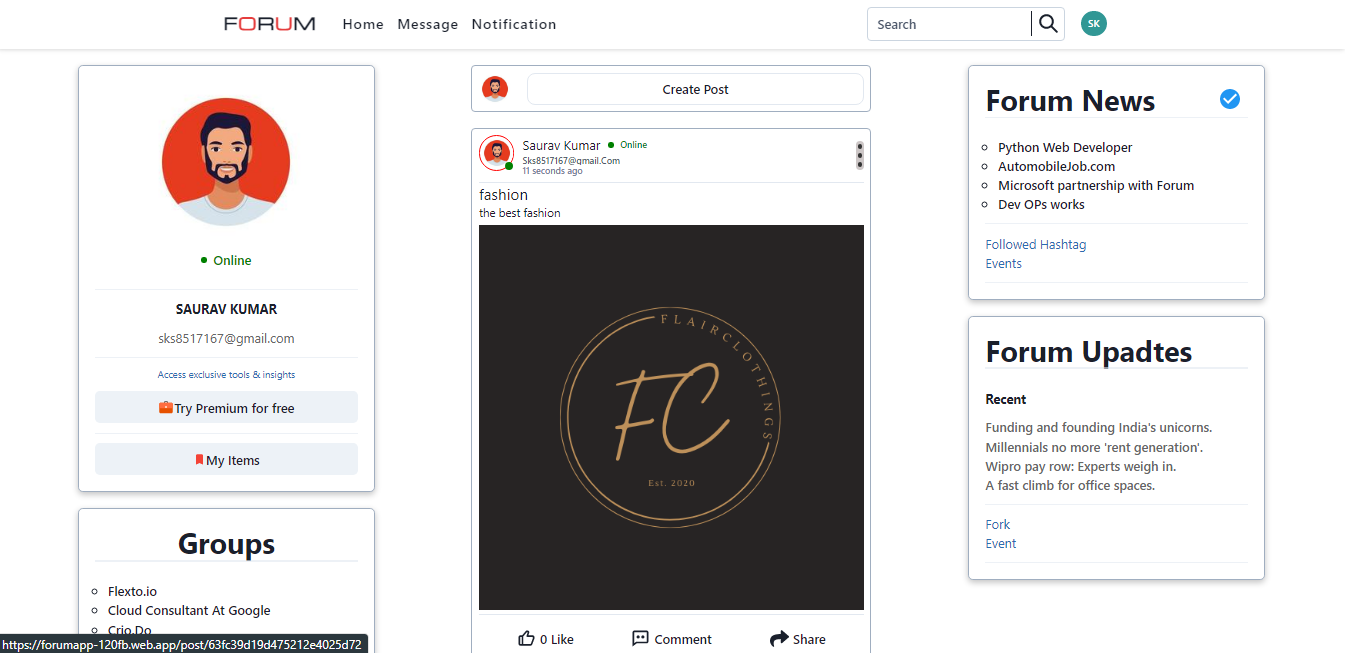 FORUM Home Message Notification Search SK
Online
SAURAV KUMAR
sks8517167@gmail.com
Access exclusive tools & insights
Try Premium for free
My Items
Groups
Flexto.io
Cloud Consultant At Google
Crio.Do
https://forumapp-120fb.web.app/post/63fc39d19d475212e4025d72
Create Post
Saurav Kumar Online
Sks8517167@gmail.Com
11 seconds ago
fashion
the best fashion
FLAIRCLOTHINGS
FC
Est. 2020
0 Like Comment Share
Forum News
Python Web Developer
AutomobileJob.com
Microsoft partnership with Forum
Dev OPs works
Followed Hashtag
Events
Forum Upadtes
Recent
Funding and founding India's unicorns.
Millennials no more 'rent generation'.
Wipro pay row: Experts weigh in.
A fast climb for office spaces.
Fork
Event